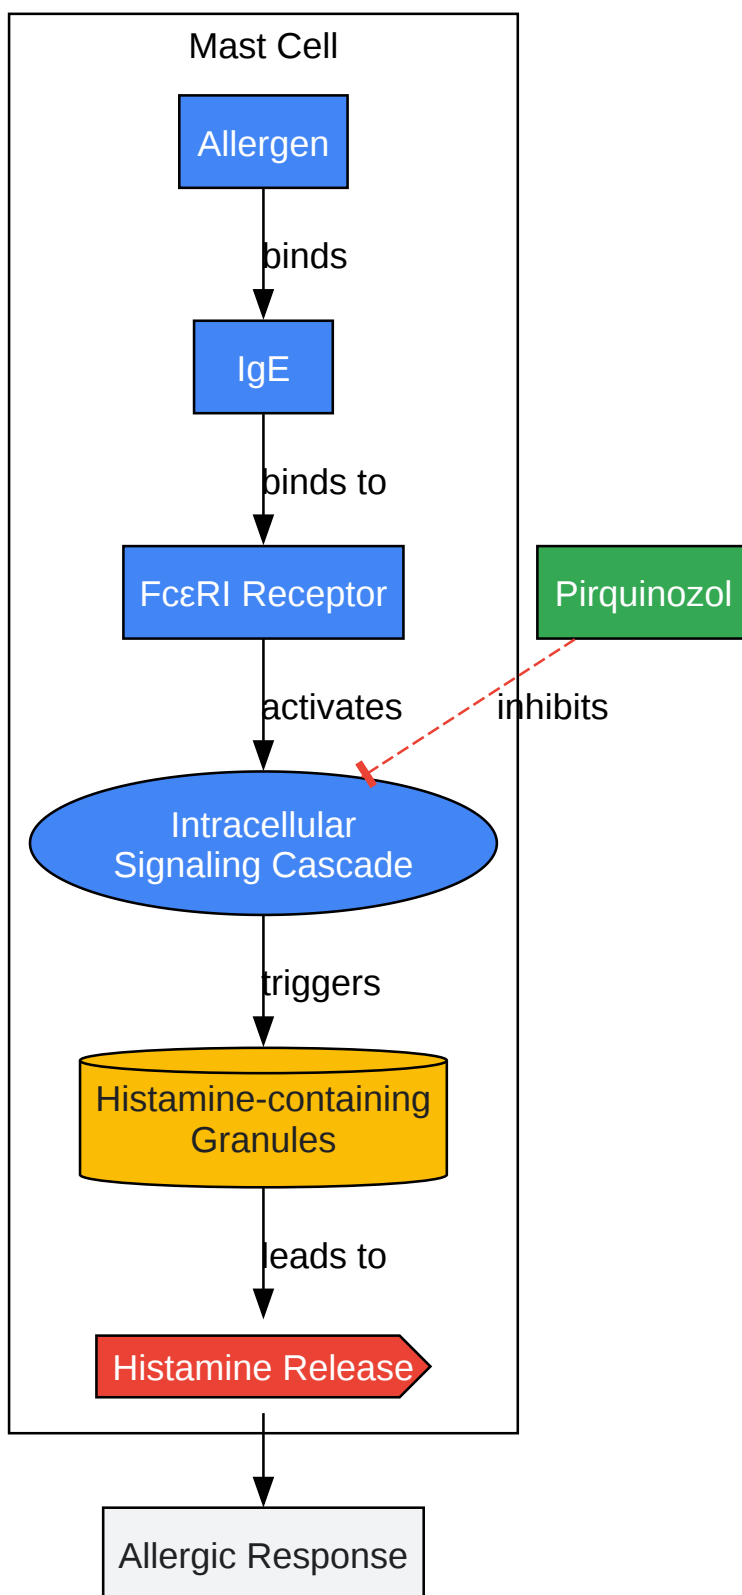 Mast Cell
Allergen
binds
IgE
binds to
FcεRI Receptor
Pirquinozol
activates
inhibits
Intracellular
Signaling Cascade
triggers
Histamine-containing
Granules
leads to
Histamine Release
Allergic Response